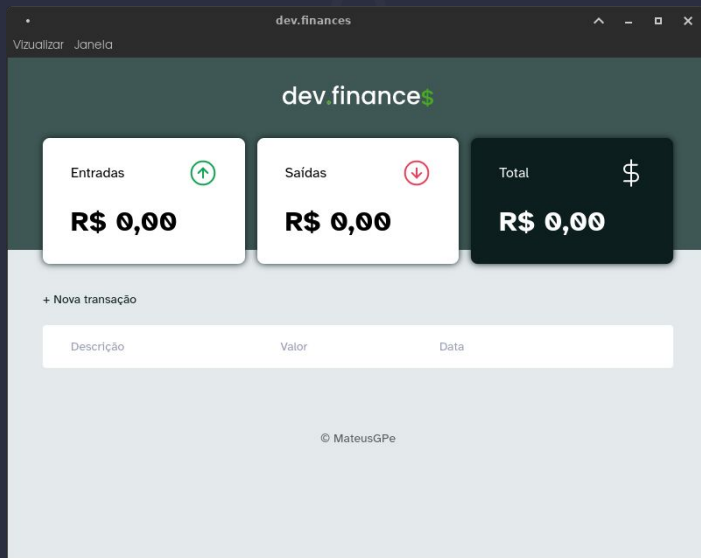 dev.finances
Vizualizar Janela
dev.finance$
Entradas
R$ 0,00
Saídas
R$ 0,00
Total
R$ 0,00
+ Nova transação
Descrição Valor Data
© MateusGPe